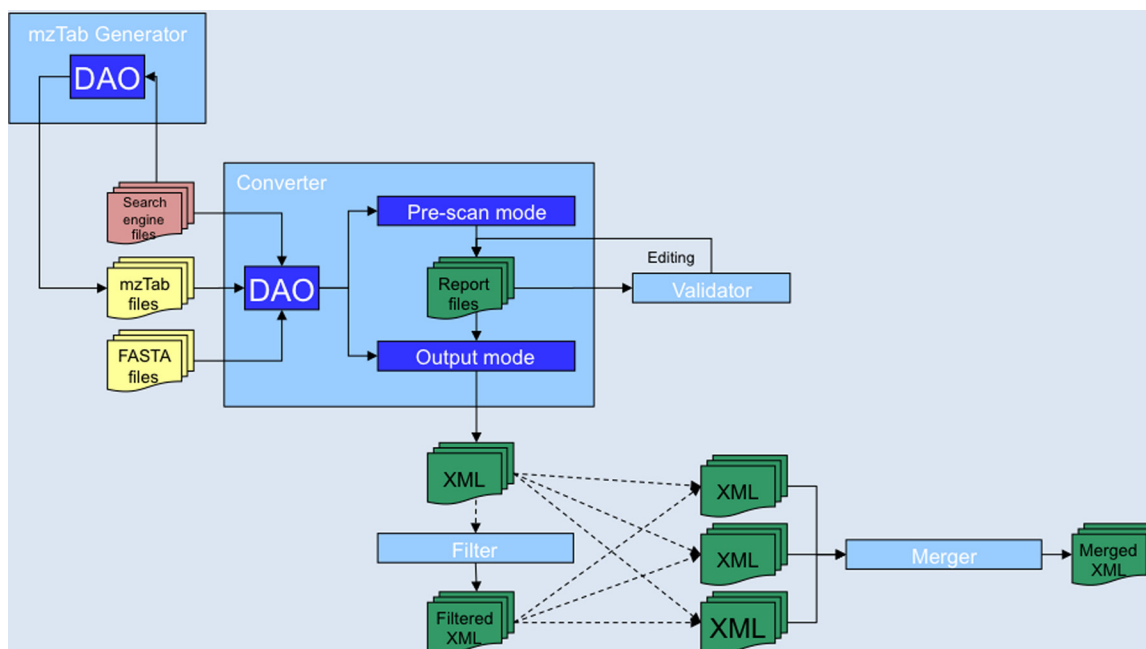 mzTab Generator
DAO
Search
engine
files
Converter
Pre-scan mode
Editing
mzTab
files
DAO
Report
files
Validator
FASTA
files
Output mode
XML
XML
Filter
XML
Merger
Merged
XML
Filtered
XML
XML